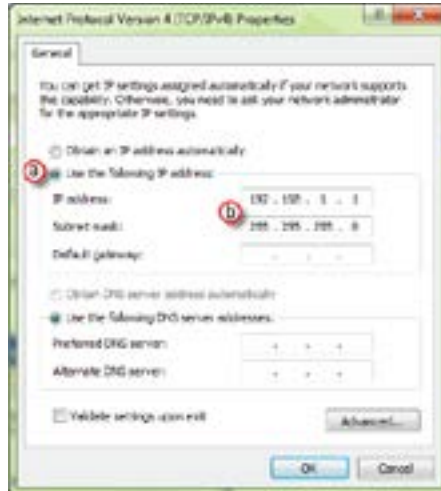 Internet Protocol Version 4 (TCP/IPv4) Properties
General
You can get IP settings assigned automatically if your network supports
this capability. Otherwise, you need to ask your network administrator
for the appropriate IP settings.
Obtain an IP address automatically
a Use the following IP address:
IP address: 192 . 168 . 1 . 1
b
Subnet mask: 255 . 255 . 255 . 0
Default gateway: . . .
Obtain DNS server address automatically
Use the following DNS server addresses:
Preferred DNS server: . . .
Alternate DNS server: . . .
Validate settings upon exit
Advanced...
OK Cancel